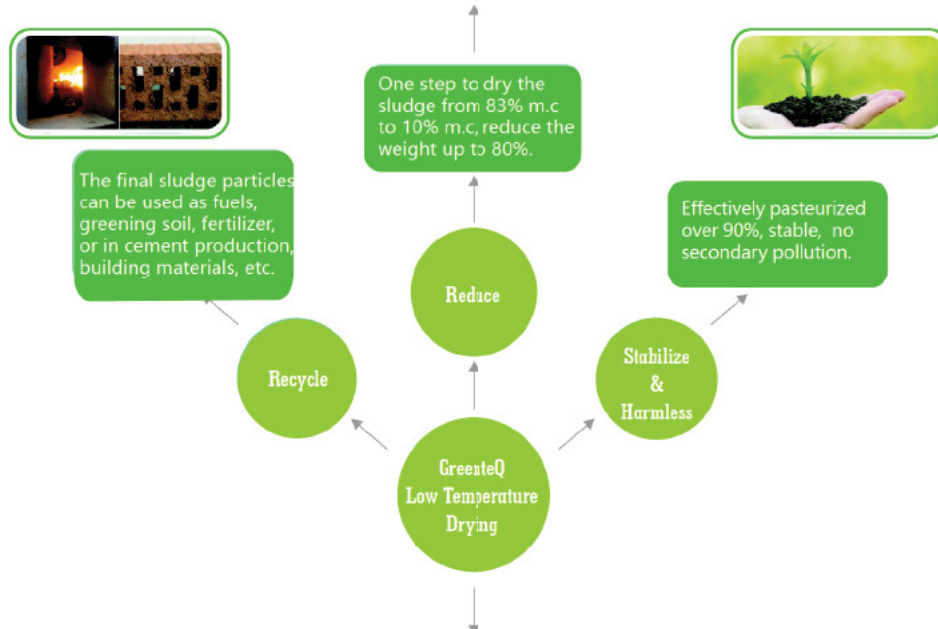 One step to dry the
sludge from 83% m.c
to 10% m.c, reduce the
weight up to 80%.
The final sludge particles
can be used as fuels,
greening soil, fertilizer,
or in cement production,
building materials, etc.
Effectively pasteurized
over 90%, stable, no
secondary pollution.
Reduce
Recycle
Stabilize
&
Harmless
GreenteQ
Low Temperature
Drying